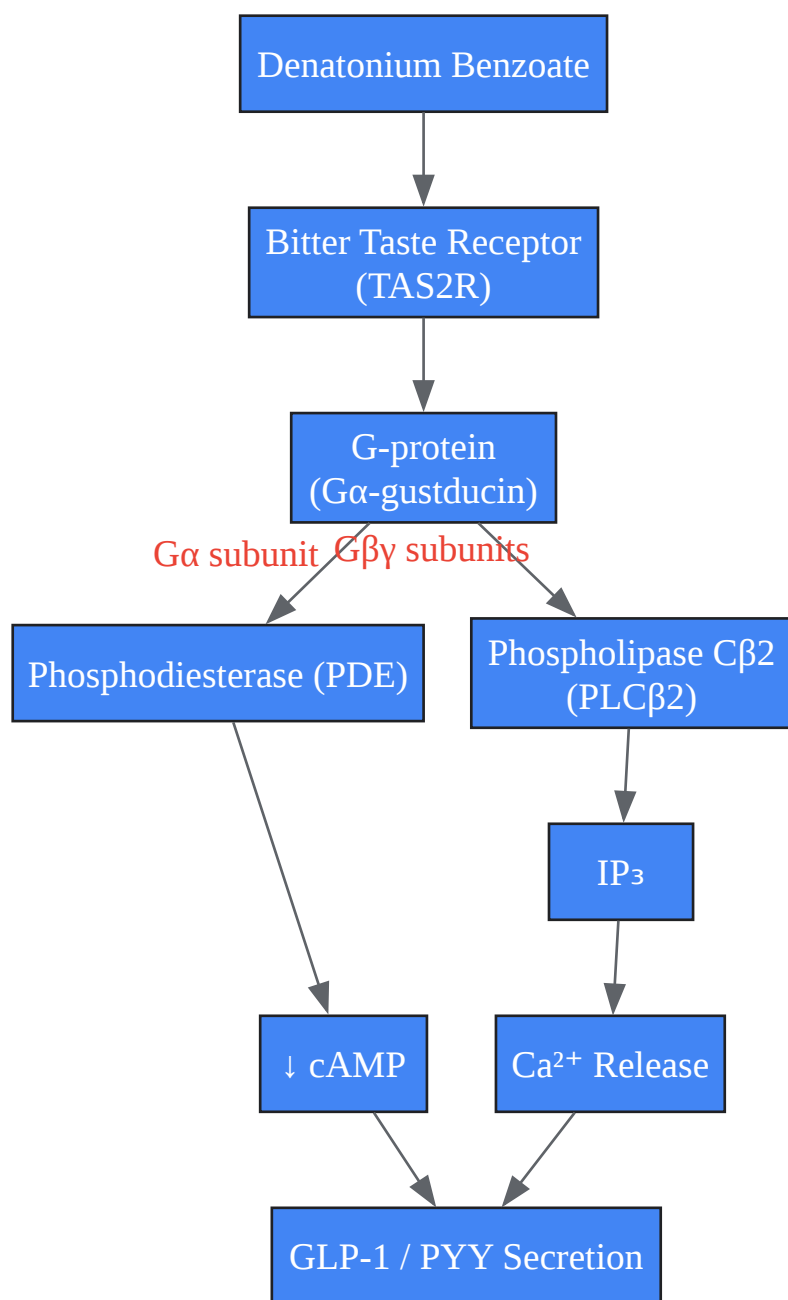 Denatonium Benzoate
Bitter Taste Receptor
(TAS2R)
G-protein
(Gα-gustducin)
Gα subunit
Gβγ subunits
Phosphodiesterase (PDE)
Phospholipase Cβ2
(PLCβ2)
IP₃
↓ cAMP
Ca²⁺ Release
GLP-1 / PYY Secretion